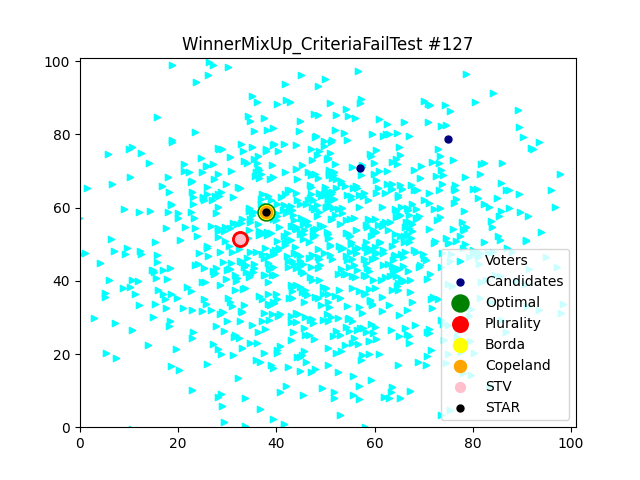 WinnerMixUp_CriteriaFailTest #127
100
80
60
40
20
0
0 20 40 60 80 100
Voters
Candidates
Optimal
Plurality
Borda
Copeland
STV
STAR